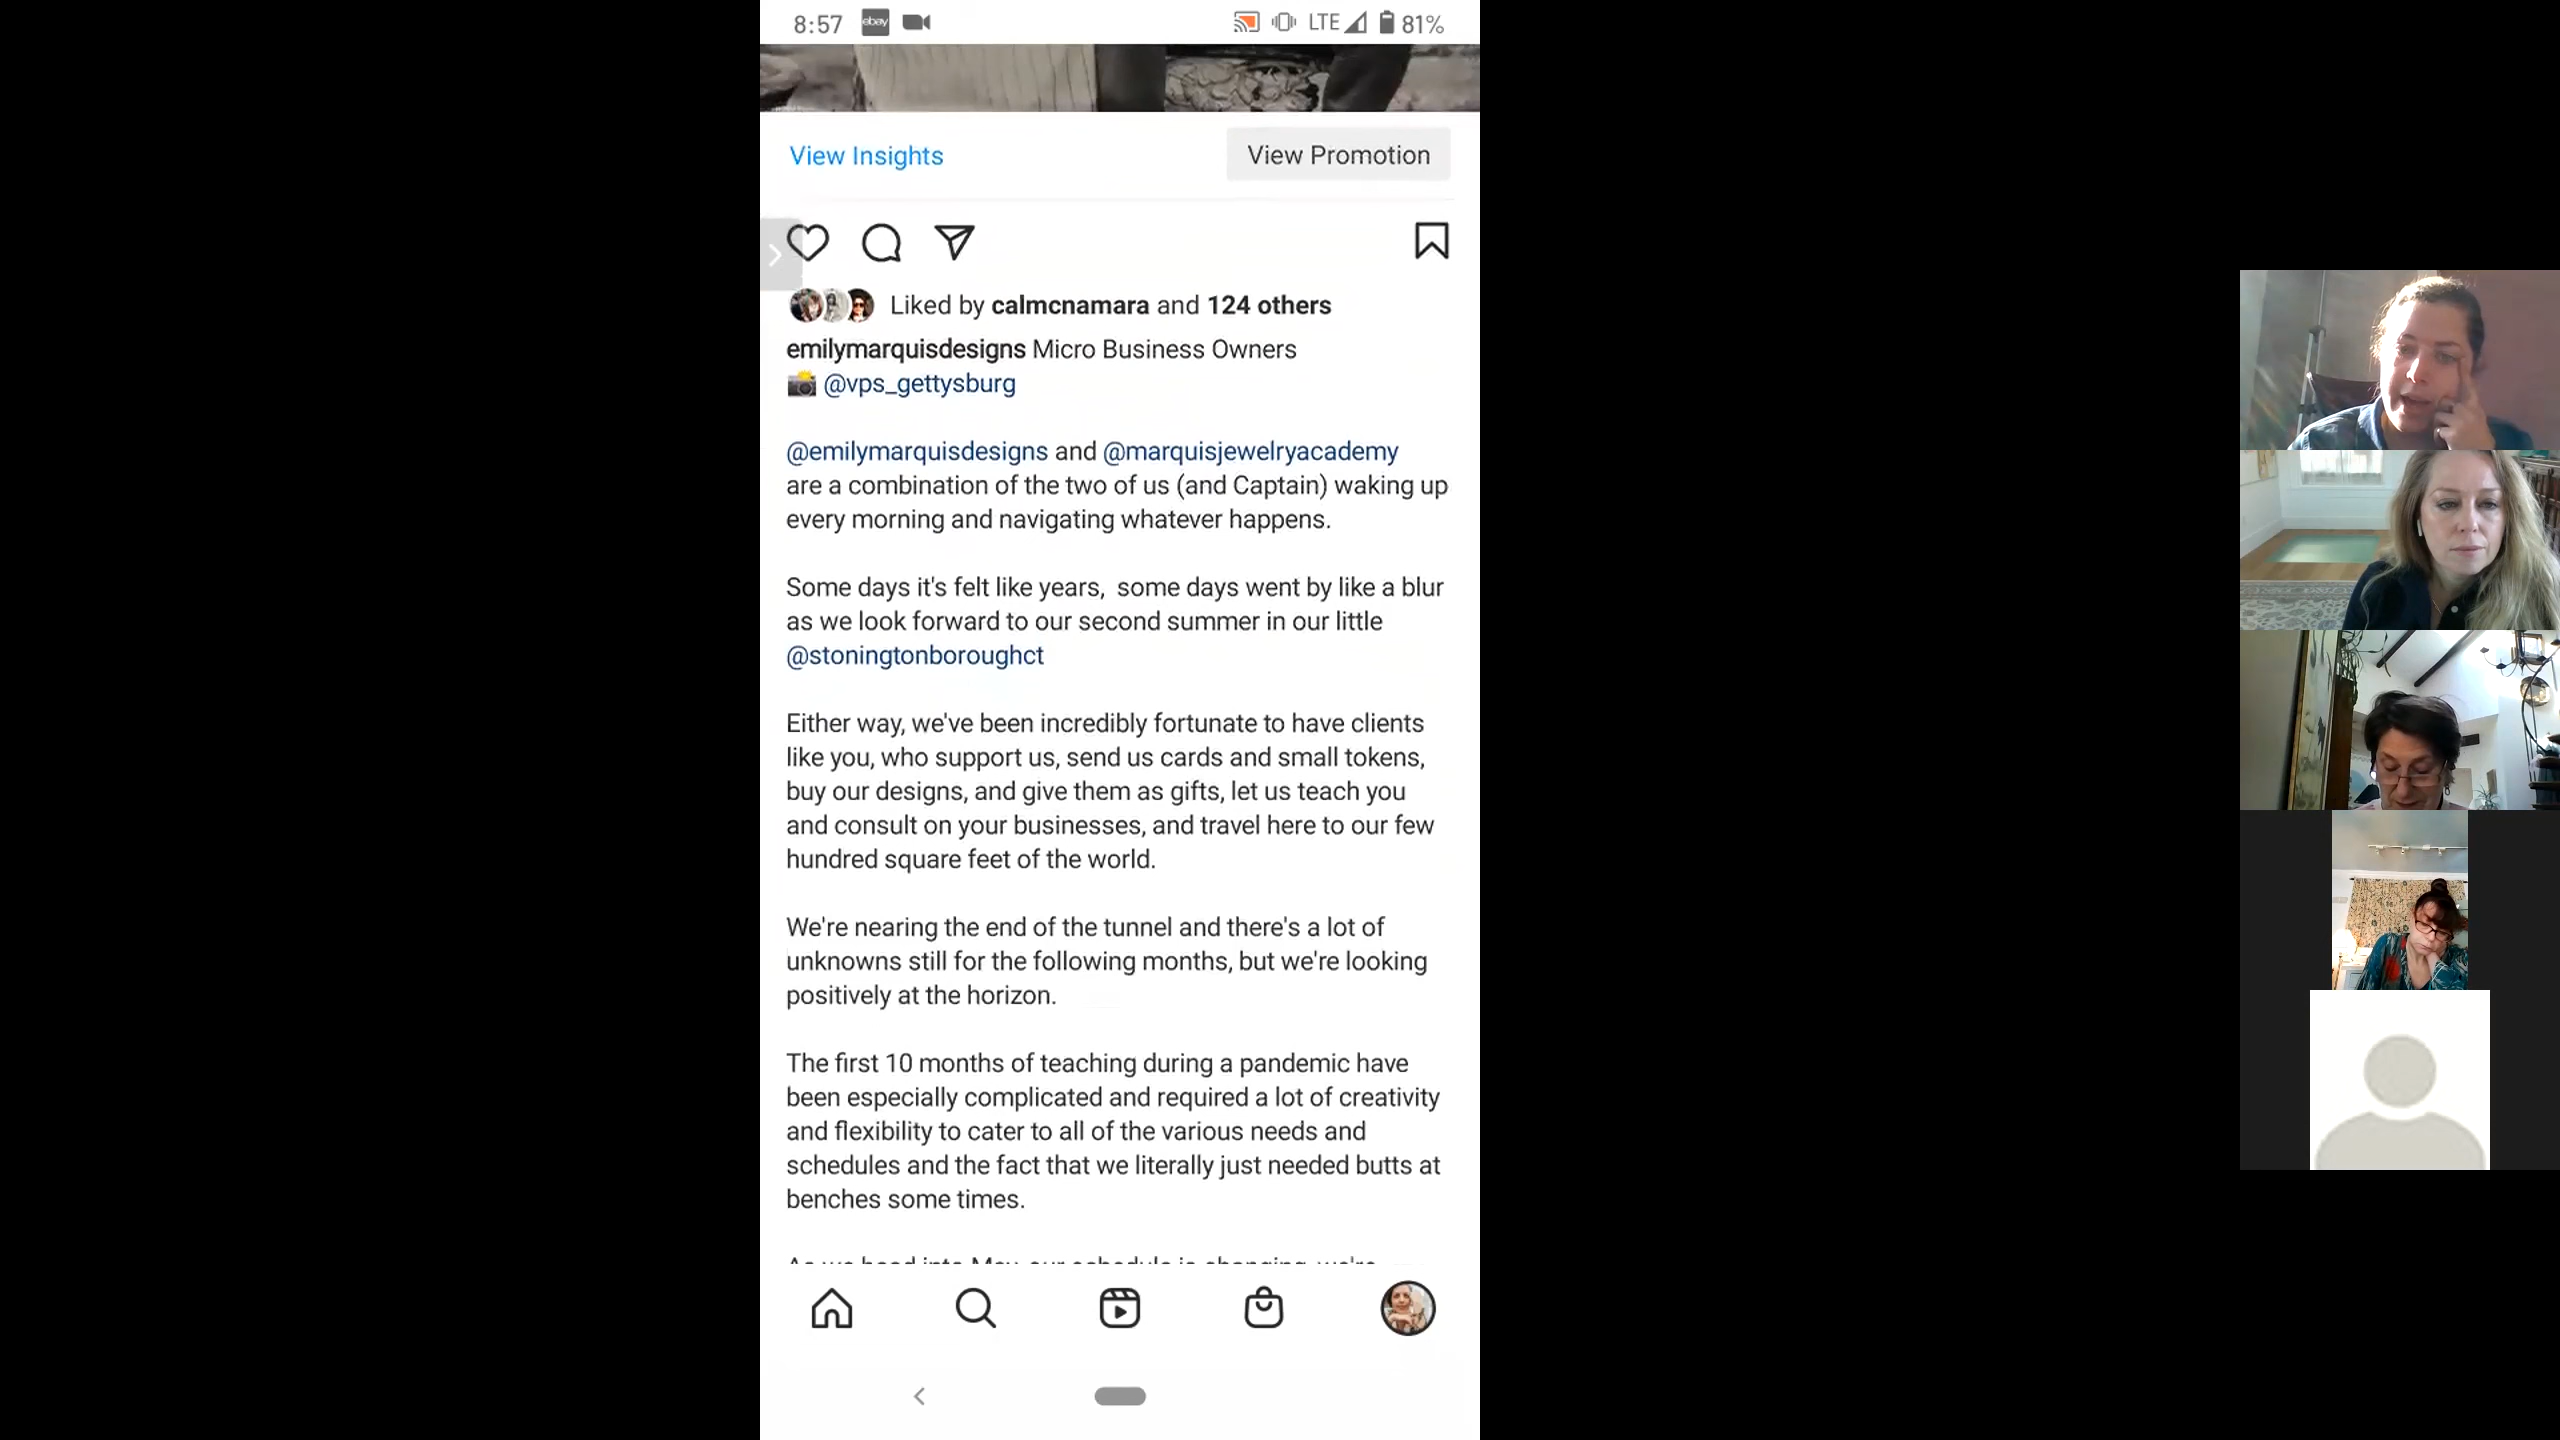 8:57 ebay LTE 81%
View Insights View Promotion
Liked by calmcnamara and 124 others
emilymarquisdesigns Micro Business Owners
📸 @vps_gettysburg
@emilymarquisdesigns and @marquisjewelryacademy
are a combination of the two of us (and Captain) waking up
every morning and navigating whatever happens.
Some days it's felt like years,  some days went by like a blur
as we look forward to our second summer in our little
@stoningtonboroughct
Either way, we've been incredibly fortunate to have clients
like you, who support us, send us cards and small tokens,
buy our designs, and give them as gifts, let us teach you
and consult on your businesses, and travel here to our few
hundred square feet of the world.
We're nearing the end of the tunnel and there's a lot of
unknowns still for the following months, but we're looking
positively at the horizon.
The first 10 months of teaching during a pandemic have
been especially complicated and required a lot of creativity
and flexibility to cater to all of the various needs and
schedules and the fact that we literally just needed butts at
benches some times.
As we head into May, our schedule is changing, we're